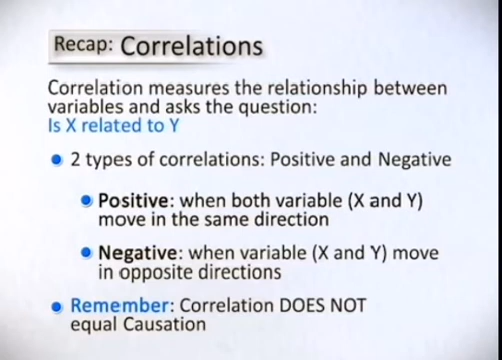 Recap: Correlations
Correlation measures the relationship between
variables and asks the question:
Is X related to Y
2 types of correlations: Positive and Negative
Positive: when both variable (X and Y)
move in the same direction
Negative: when variable (X and Y) move
in opposite directions
Remember: Correlation DOES NOT
equal Causation